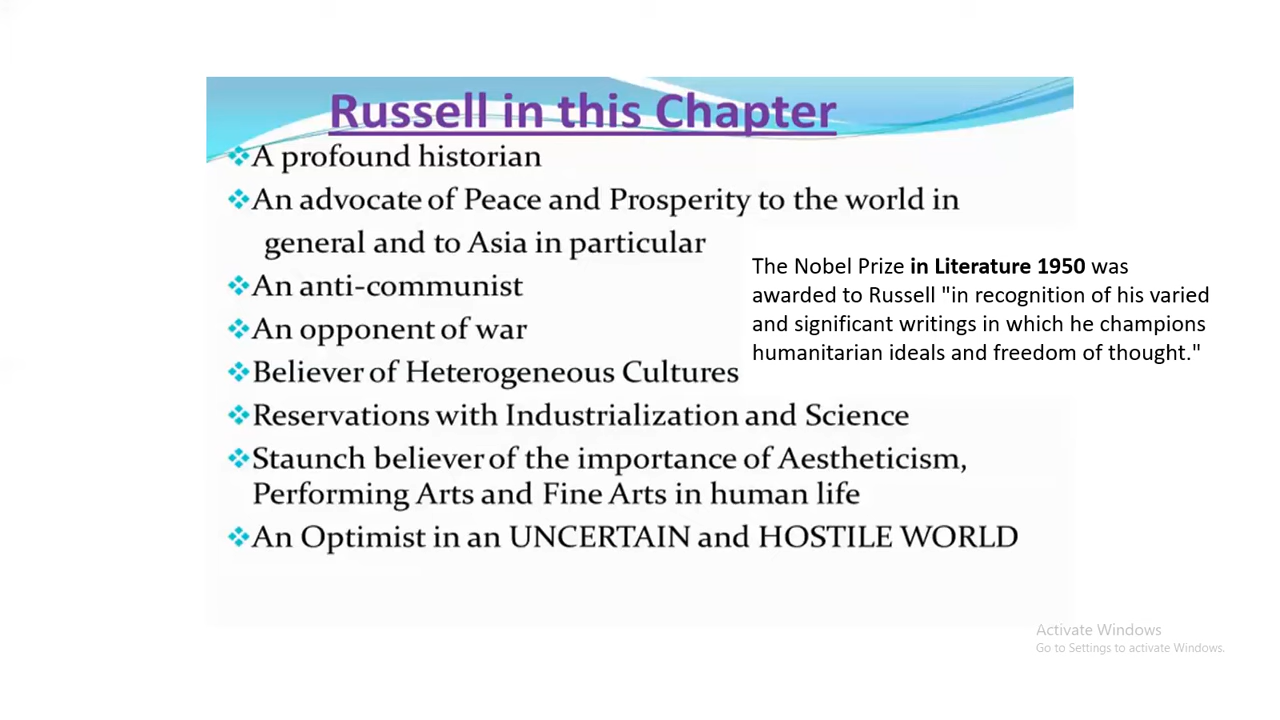 Russell in this Chapter
A profound historian
An advocate of Peace and Prosperity to the world in
general and to Asia in particular
An anti-communist
An opponent of war
Believer of Heterogeneous Cultures
Reservations with Industrialization and Science
Staunch believer of the importance of Aestheticism,
Performing Arts and Fine Arts in human life
An Optimist in an UNCERTAIN and HOSTILE WORLD
The Nobel Prize in Literature 1950 was
awarded to Russell "in recognition of his varied
and significant writings in which he champions
humanitarian ideals and freedom of thought."
Activate Windows
Go to Settings to activate Windows.